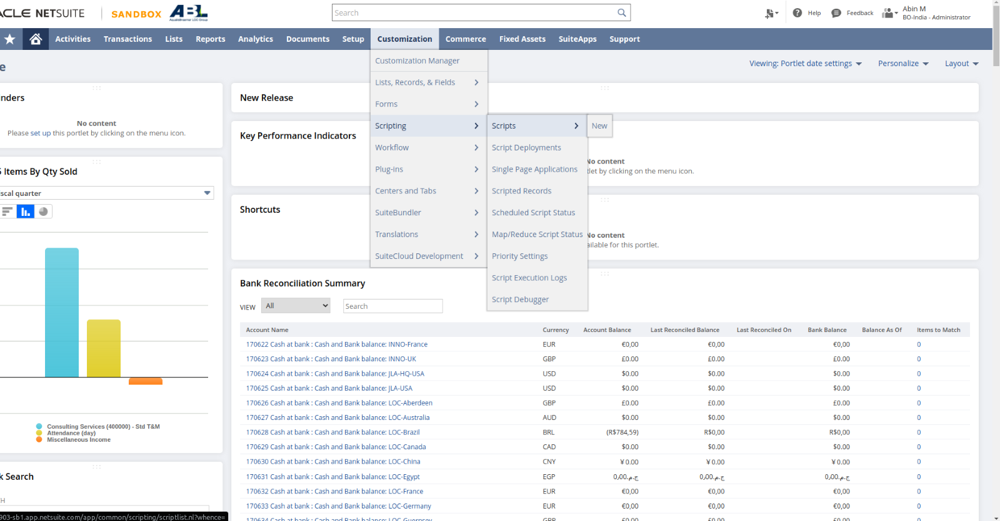 ACLE NETSUITE
SANDBOX
ABL
Search
Help
Feedback
Abin M
BO-India - Administrator
Activities
Transactions
Lists
Reports
Analytics
Documents
Setup
Customization
Commerce
Fixed Assets
SuiteApps
Support
e
Viewing: Portlet date settings
Personalize
Layout
Customization Manager
Lists, Records, & Fields
Forms
Scripting
Workflow
Plug-ins
Centers and Tabs
SuiteBundler
Translations
SuiteCloud Development
Scripts
Script Deployments
Single Page Applications
Scripted Records
Scheduled Script Status
Map/Reduce Script Status
Priority Settings
Script Execution Logs
Script Debugger
New
nders
No content
Please set up this portlet by clicking on the menu icon.
5 Items By Qty Sold
iscal quarter
Consulting Services (400000) - Std T&M
Attendance (day)
Miscellaneous Income
k Search
CH
903-sb1.app.netsuite.com/app/common/scripting/scriptlist.nl?whence=
New Release
Key Performance Indicators
No content
tlet by clicking on the menu icon.
Shortcuts
No content
ailable for this portlet.
Bank Reconciliation Summary
VIEW All Search
Account Name Currency Account Balance Last Reconciled Balance Last Reconciled On Bank Balance Balance As Of Items to Match
170622 Cash at bank : Cash and Bank balance: INNO-France EUR €0,00 €0,00 €0,00 0
170623 Cash at bank : Cash and Bank balance: INNO-UK GBP £0.00 £0.00 £0.00 0
170624 Cash at bank : Cash and Bank balance: JLA-HQ-USA USD $0.00 $0.00 $0.00 0
170625 Cash at bank : Cash and Bank balance: JLA-USA USD $0.00 $0.00 $0.00 0
170626 Cash at bank : Cash and Bank balance: LOC-Aberdeen GBP £0.00 £0.00 £0.00 0
170627 Cash at bank : Cash and Bank balance: LOC-Australia AUD $0.00 $0.00 $0.00 0
170628 Cash at bank : Cash and Bank balance: LOC-Brazil BRL (R$784,59) R$0,00 R$0,00 0
170629 Cash at bank : Cash and Bank balance: LOC-Canada CAD $0.00 $0.00 $0.00 0
170630 Cash at bank : Cash and Bank balance: LOC-China CNY ¥ 0.00 ¥ 0.00 ¥ 0.00 0
170631 Cash at bank : Cash and Bank balance: LOC-Egypt EGP ج.م.0,00 ج.م.0,00 ج.م.0,00 0
170632 Cash at bank : Cash and Bank balance: LOC-France EUR €0,00 €0,00 €0,00 0
170633 Cash at bank : Cash and Bank balance: LOC-Germany EUR €0,00 €0,00 €0,00 0
170634 Cash at bank : Cash and Bank balance: LOC-Guernsey GBP £0.00 £0.00 £0.00 0